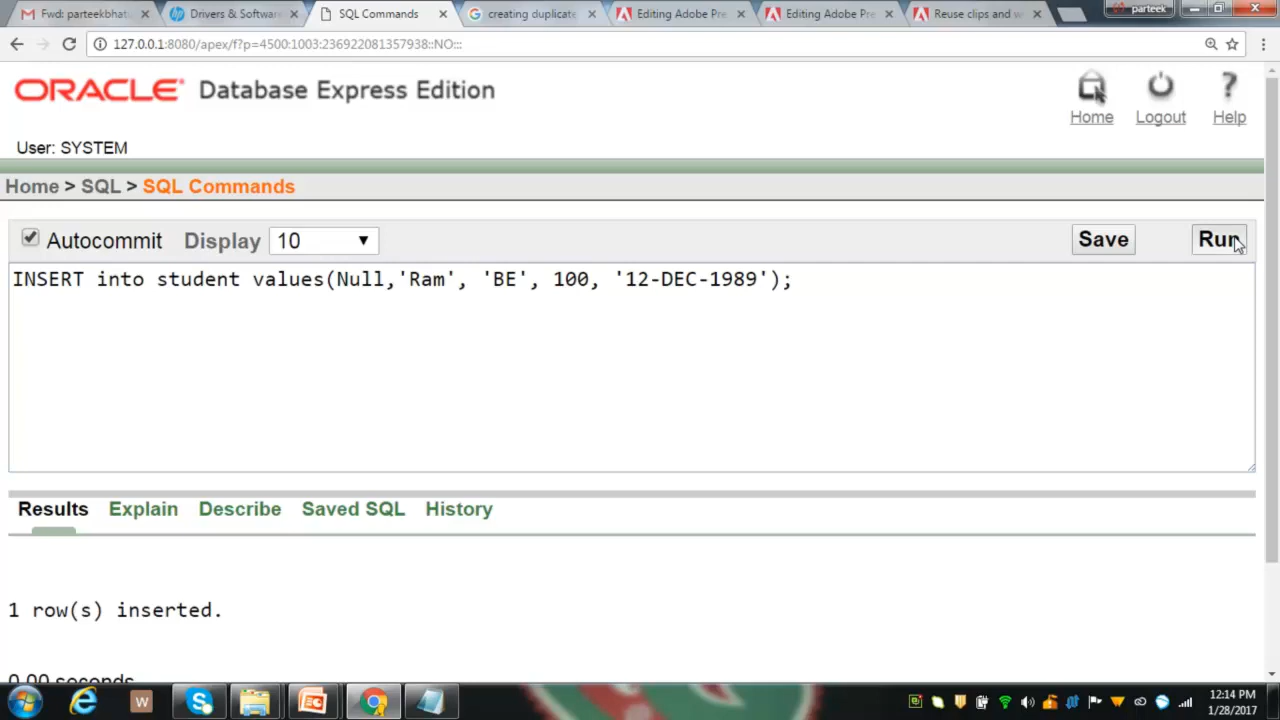 Fwd: parteekbhat
Drivers & Software
SQL Commands
creating duplicate
Editing Adobe Pre
Editing Adobe Pre
Reuse clips and w
parteek
127.0.0.1:8080/apex/f?p=4500:1003:236922081357938::NO:::
ORACLE Database Express Edition
Home
Logout
Help
User: SYSTEM
Home > SQL > SQL Commands
Autocommit Display 10
Save
Run
INSERT into student values(Null,'Ram', 'BE', 100, '12-DEC-1989');
Results Explain Describe Saved SQL History
1 row(s) inserted.
0.00 seconds
12:14 PM
1/28/2017